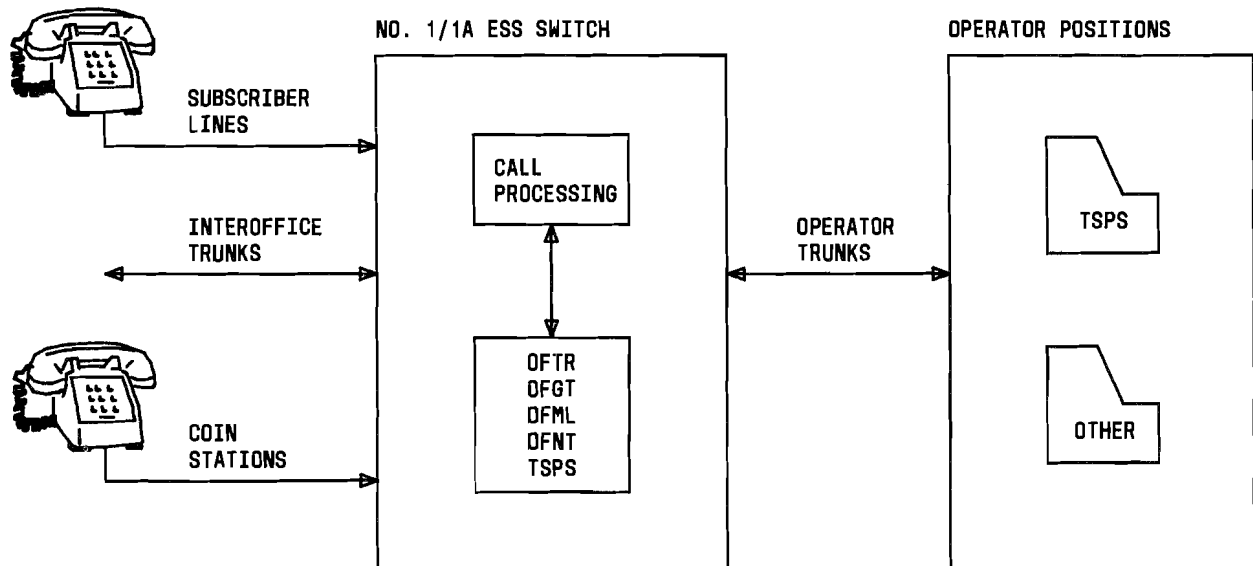 NO. 1/1A ESS SWITCH
OPERATOR POSITIONS
SUBSCRIBER
LINES
CALL
PROCESSING
TSPS
INTEROFFICE
TRUNKS
OPERATOR
TRUNKS
OFTR
OFGT
OFML
OFNT
TSPS
OTHER
COIN
STATIONS